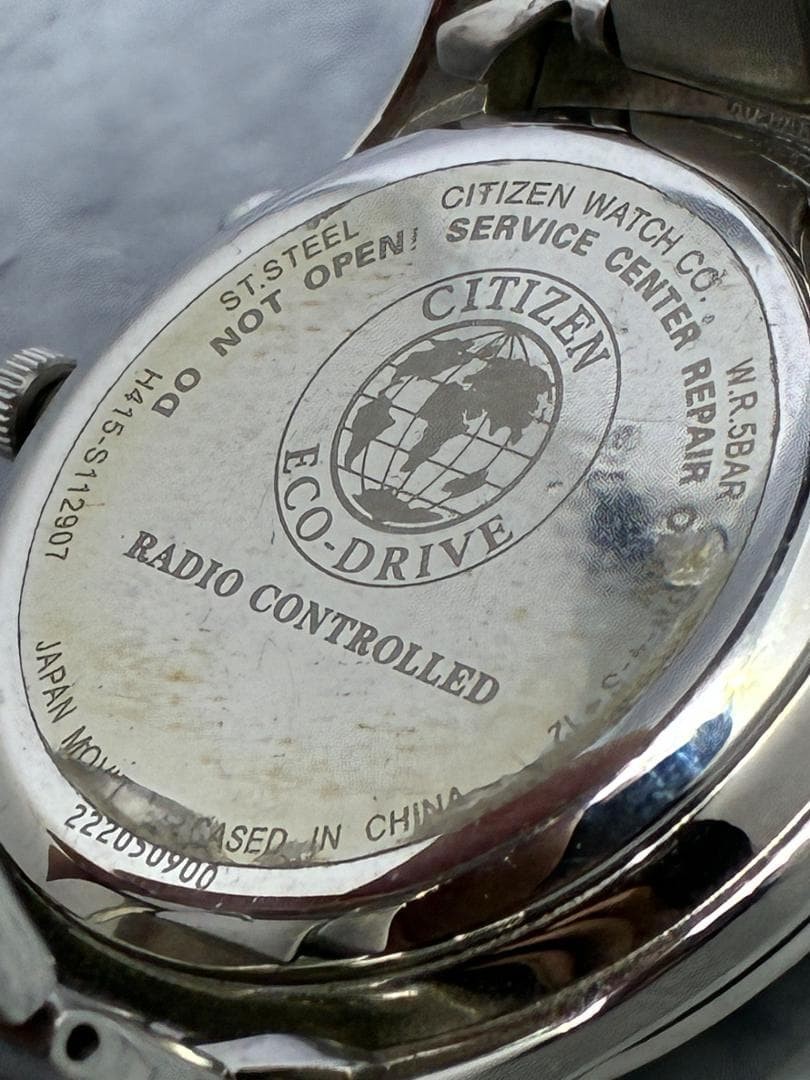 CITIZEN WATCH CO.
ST.STEEL
W.R.5BAR
DO NOT OPEN! SERVICE CENTER REPAIR O
CITIZEN
ECO-DRIVE
H415-S112907
RADIO CONTROLLED
JAPAN
CASED IN CHINA
222050900